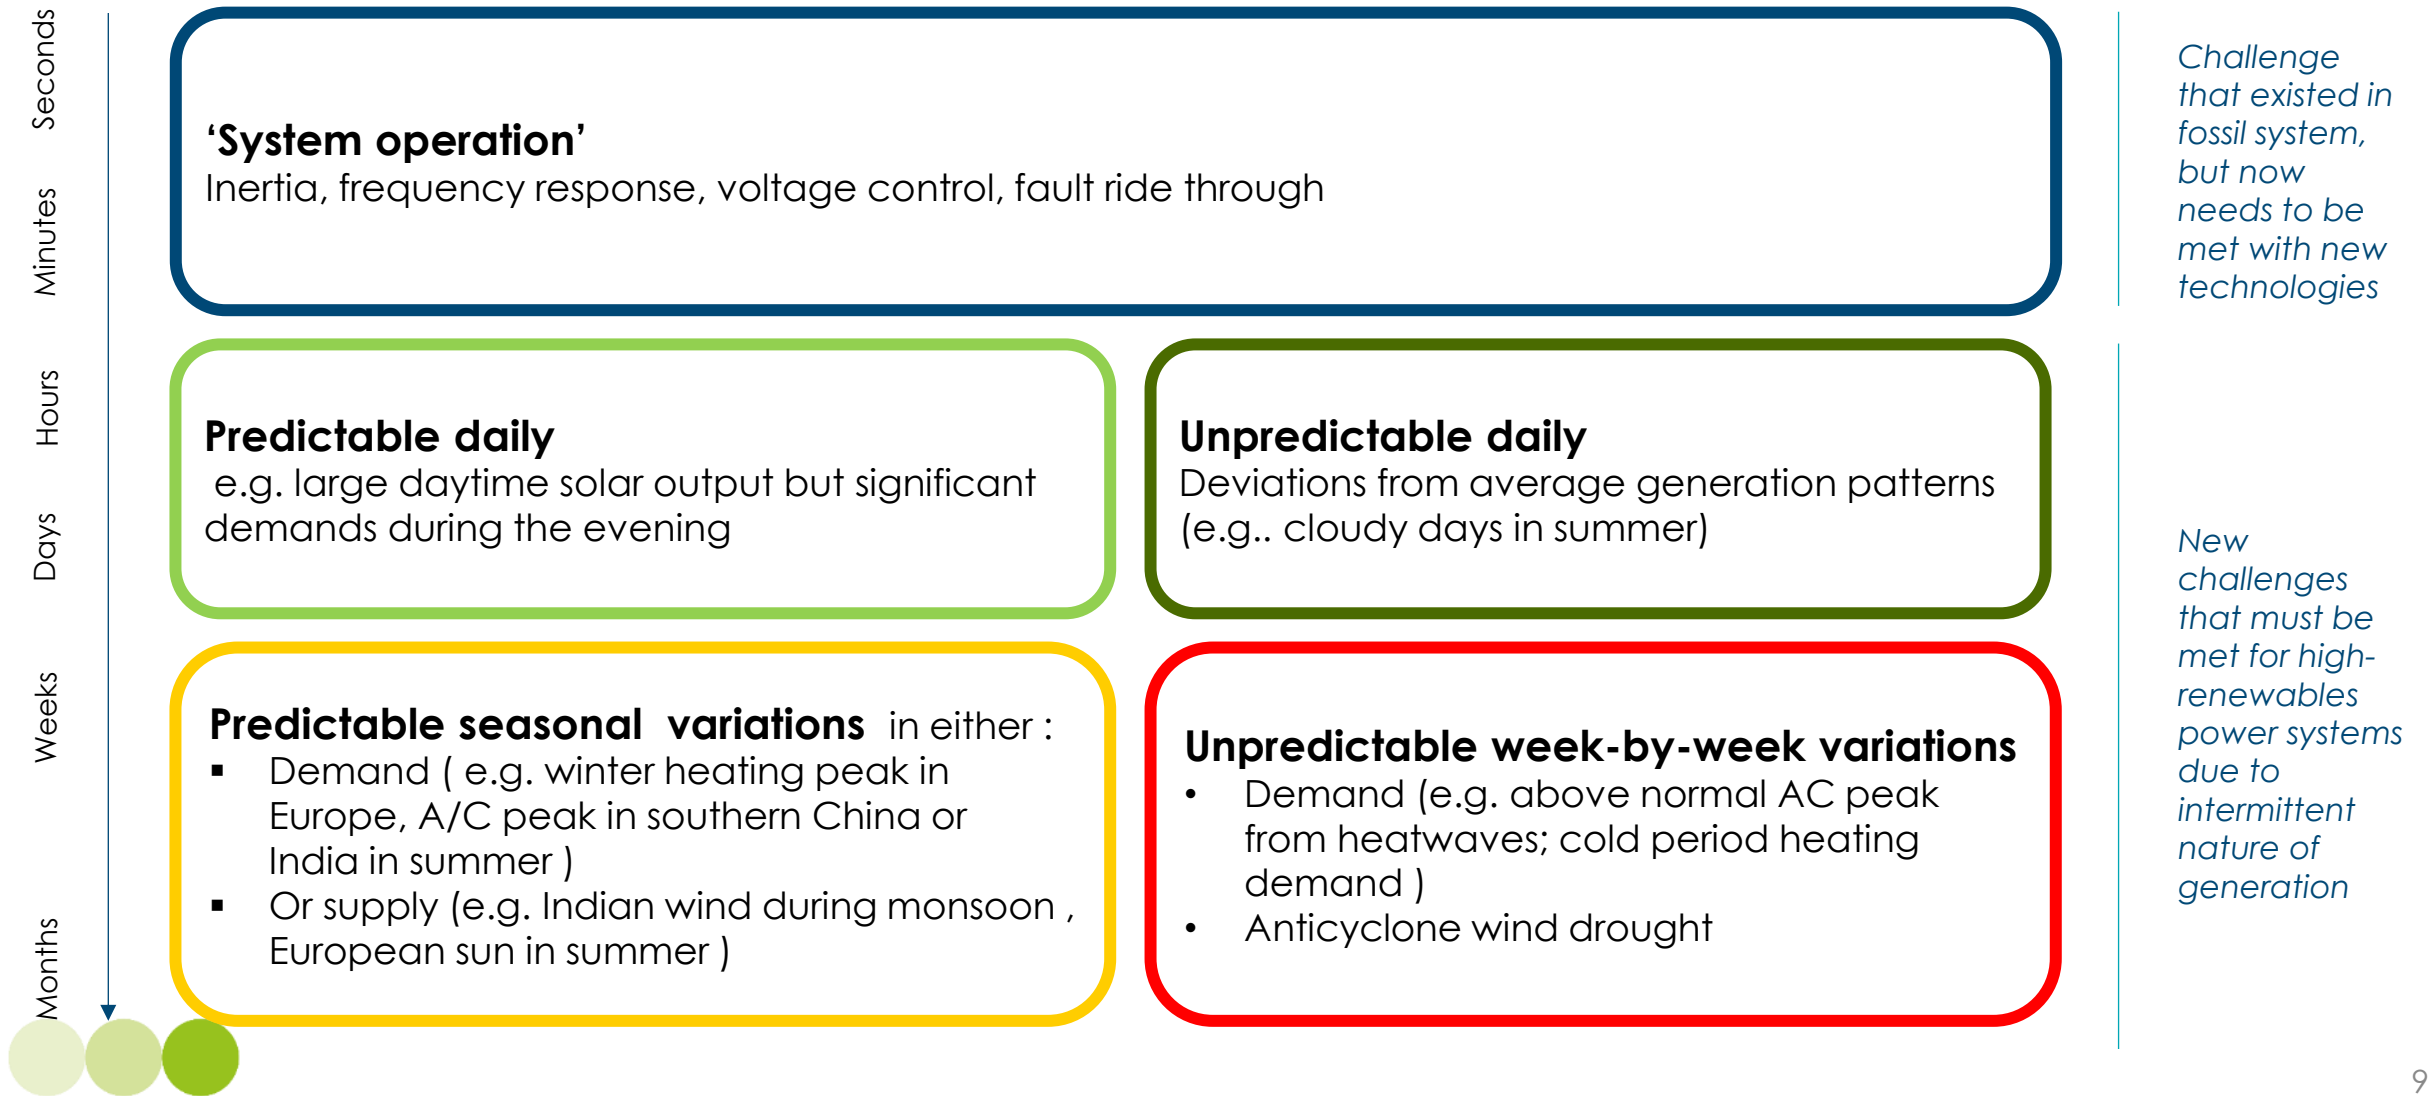 Seconds
Minutes
Hours
Days
Weeks
Months
‘System operation’
Inertia, frequency response, voltage control, fault ride through
Predictable daily
e.g. large daytime solar output but significant
demands during the evening
Unpredictable daily
Deviations from average generation patterns
(e.g.. cloudy days in summer)
Predictable seasonal variations in either :
▪ Demand ( e.g. winter heating peak in
Europe, A/C peak in southern China or
India in summer )
▪ Or supply (e.g. Indian wind during monsoon ,
European sun in summer )
Unpredictable week-by-week variations
• Demand (e.g. above normal AC peak
from heatwaves; cold period heating
demand )
• Anticyclone wind drought
Challenge
that existed in
fossil system,
but now
needs to be
met with new
technologies
New
challenges
that must be
met for high-
renewables
power systems
due to
intermittent
nature of
generation
9